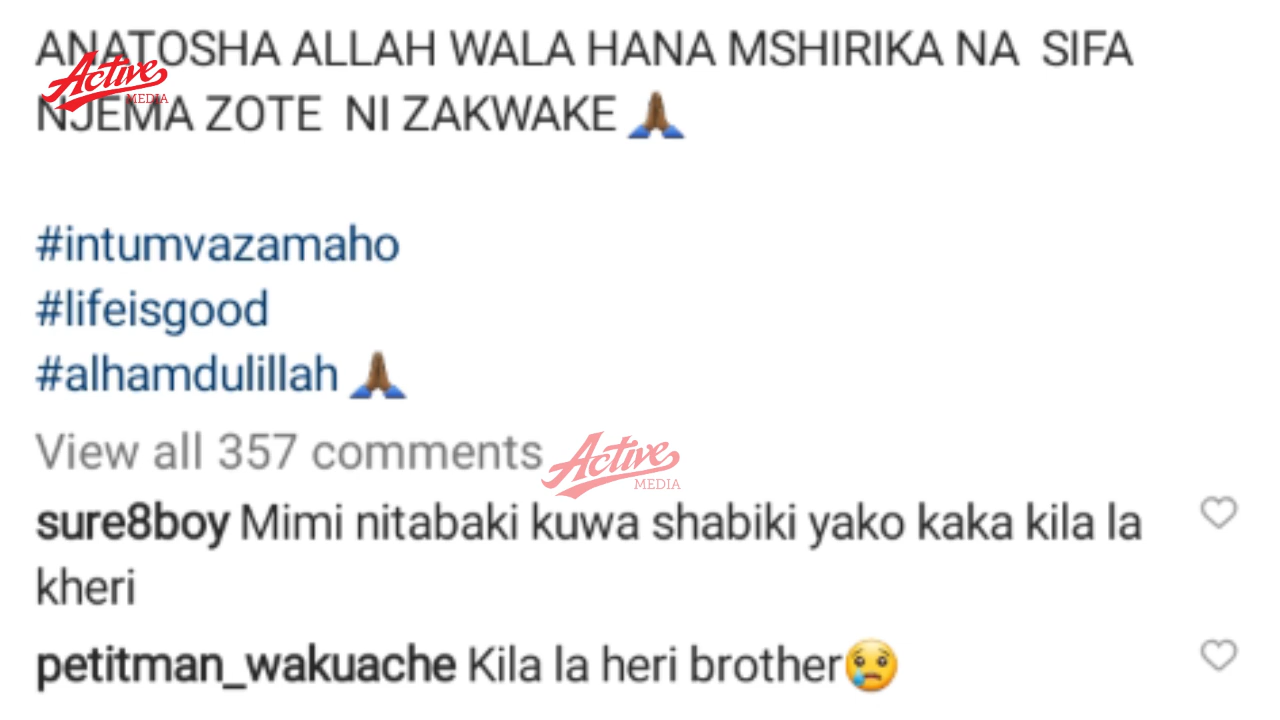 ANATOSHA ALLAH WALA HANA MSHIRIKA NA SIFA
NJEMA ZOTE NI ZAKWAKE 🙏🏾
Active
MEDIA
#intumvazamaho
#lifeisgood
#alhamdulillah 🙏🏾
View all 357 comments
Active
MEDIA
sure8boy Mimi nitabaki kuwa shabiki yako kaka kila la
kheri
petitman_wakuache Kila la heri brother😢